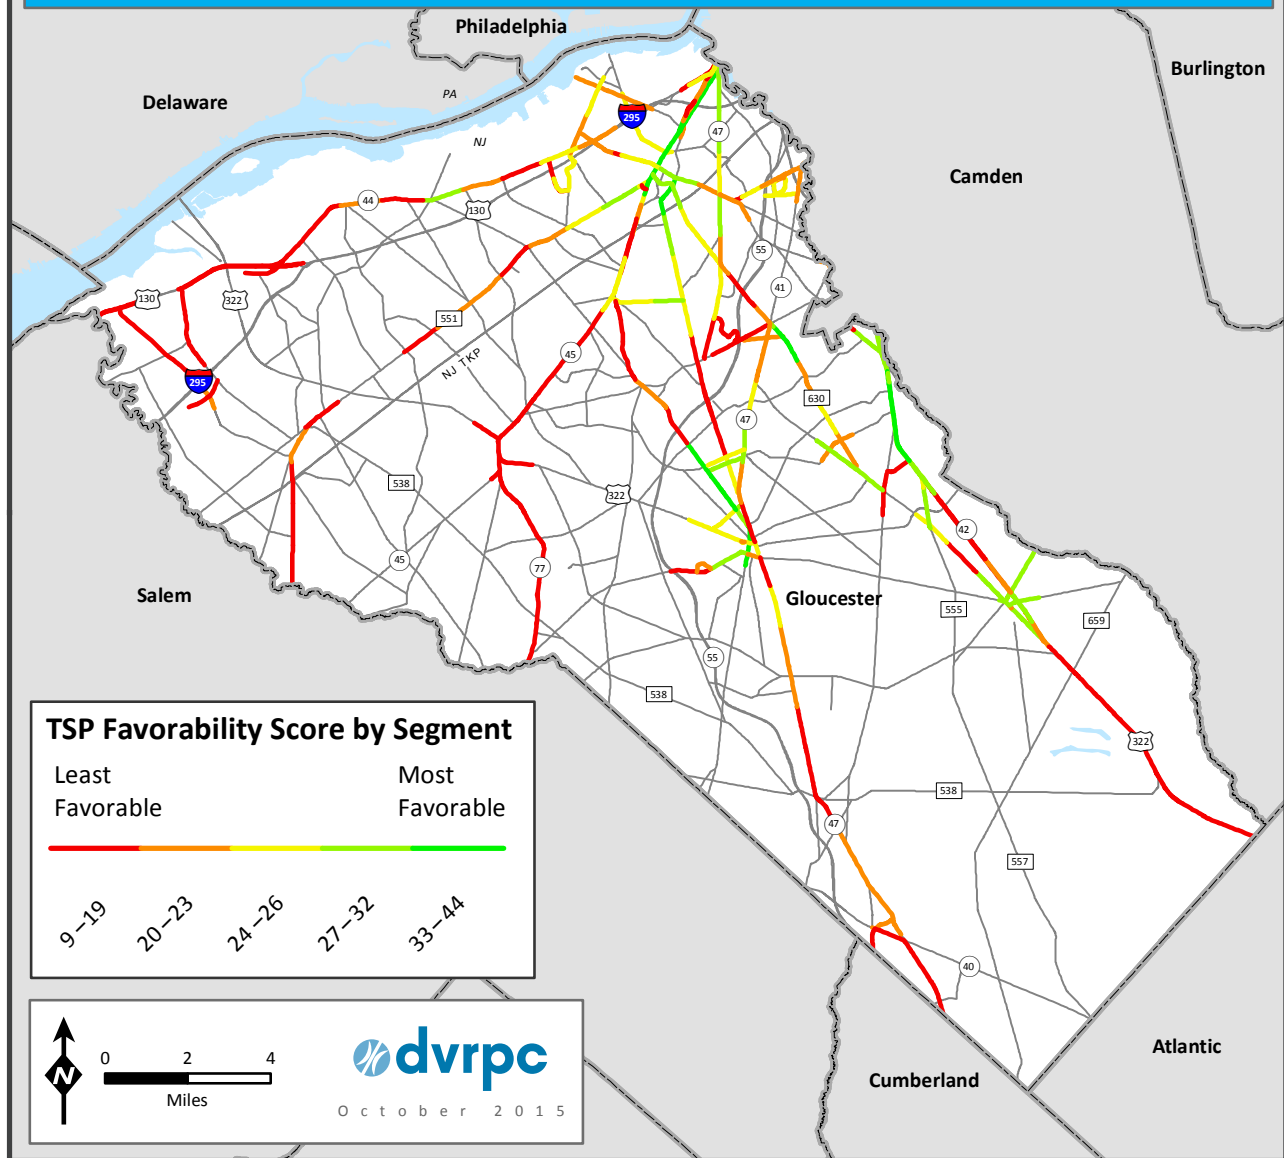 Philadelphia
Burlington
Delaware
PA
295
47
NJ
Camden
44
130
55
41
130
322
551
45
NJ TKP
295
630
47
538
322
42
45
77
Salem
Gloucester
555
659
55
538
TSP Favorability Score by Segment
Least
Favorable
Most
Favorable
9–19
20–23
24–26
27–32
33–44
322
538
47
557
40
N
0 2 4
Miles
dvrpc
October 2015
Atlantic
Cumberland